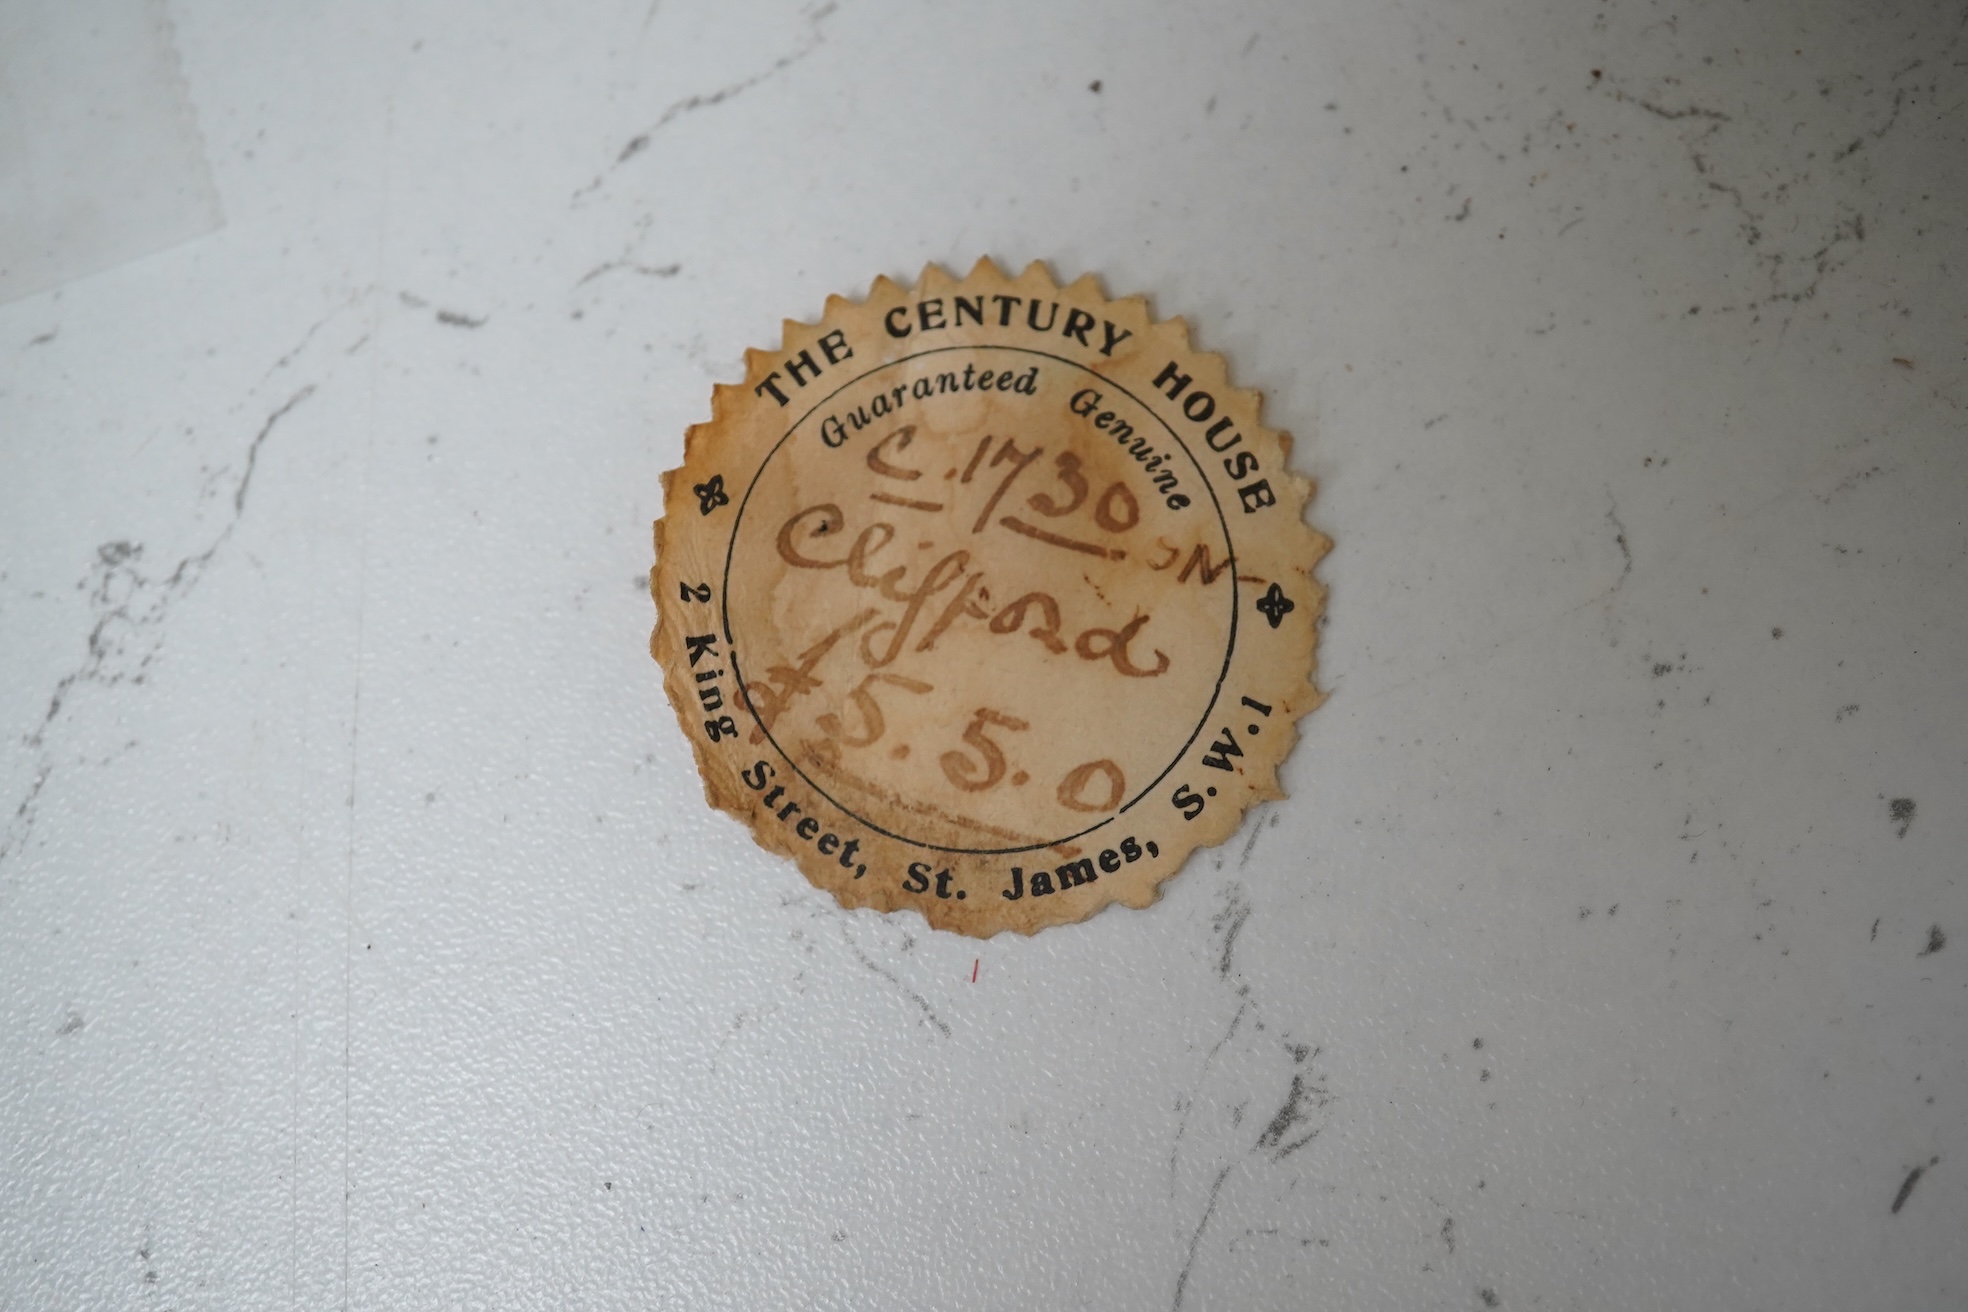 THE CENTURY HOUSE
Guaranteed Genuine
C. 1730
Clifford
5. 5. 0
2 King Street, St. James, S.W.1